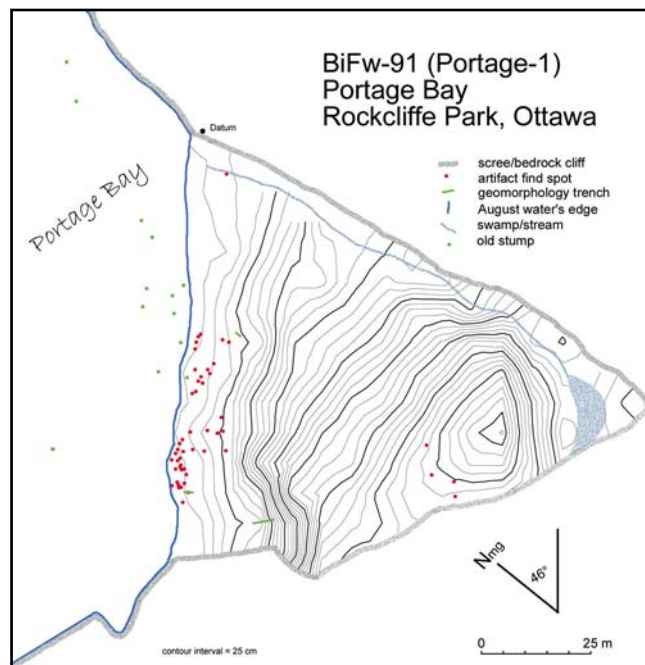 BiFw-91 (Portage-1)
Portage Bay
Rockcliffe Park, Ottawa
Datum
scree/bedrock cliff
artifact find spot
geomorphology trench
August water's edge
swamp/stream
old stump
Portage Bay
Nmg
46°
contour interval = 25 cm
0 25 m